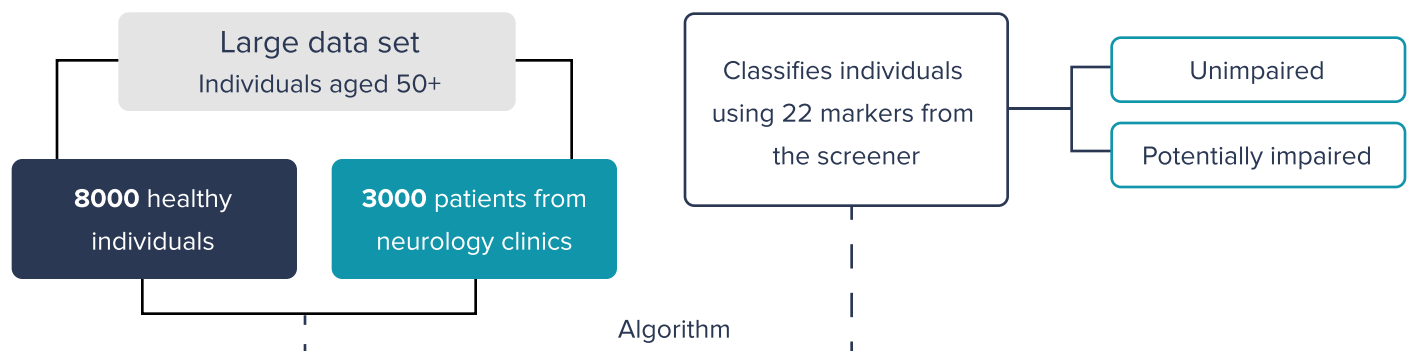 Large data set
Individuals aged 50+
8000 healthy
individuals
3000 patients from
neurology clinics
Classifies individuals
using 22 markers from
the screener
Unimpaired
Potentially impaired
Algorithm